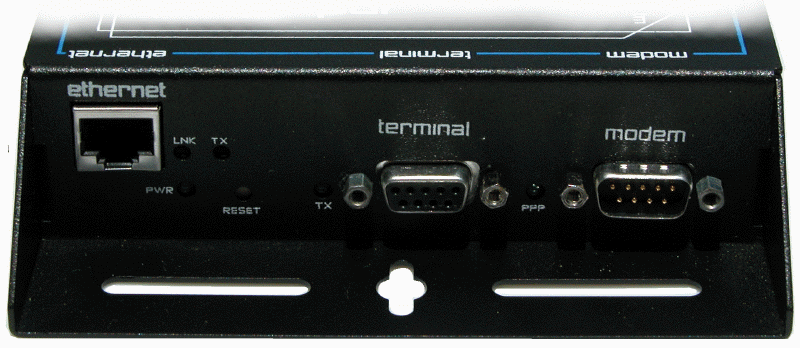 ethernet terminal modem
ethernet
LNK TX
terminal
modem
PWR
RESET
TX
PPP